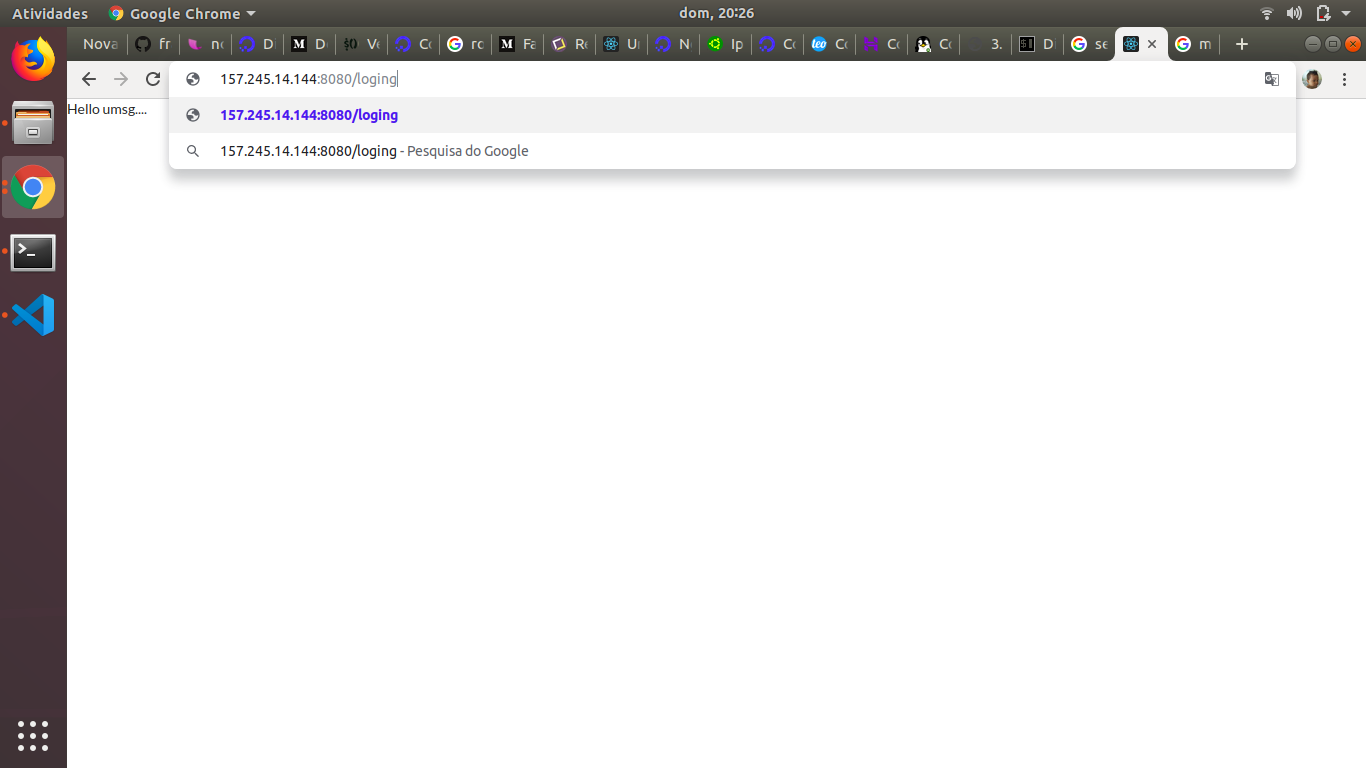 Atividades Google Chrome dom, 20:26
Nova fr no D D Ve Co ro Fa Re Ur N Ip Co Co Co Co 3. D se m
157.245.14.144:8080/loging
157.245.14.144:8080/loging
157.245.14.144:8080/loging - Pesquisa do Google
Hello umsg....